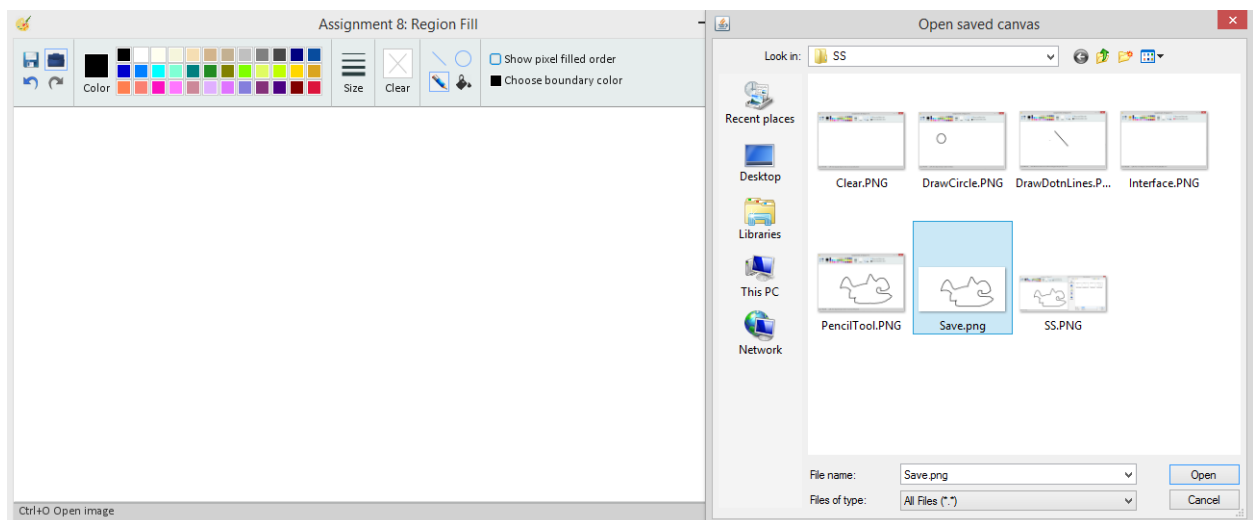 Assignment 8: Region Fill
Color
Size
Clear
Show pixel filled order
Choose boundary color
Ctrl+O Open image
Open saved canvas
Look in:
SS
Recent places
Desktop
Libraries
This PC
Network
Clear.PNG
DrawCircle.PNG
DrawDotnLines.P...
Interface.PNG
PencilTool.PNG
Save.png
SS.PNG
File name:
Save.png
Open
Files of type:
All Files (*.*)
Cancel